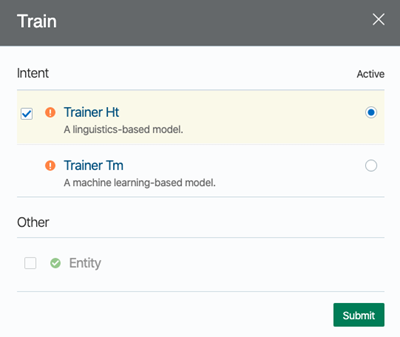 Train
Intent Active
Trainer Ht
A linguistics-based model.
Trainer Tm
A machine learning-based model.
Other
Entity
Submit